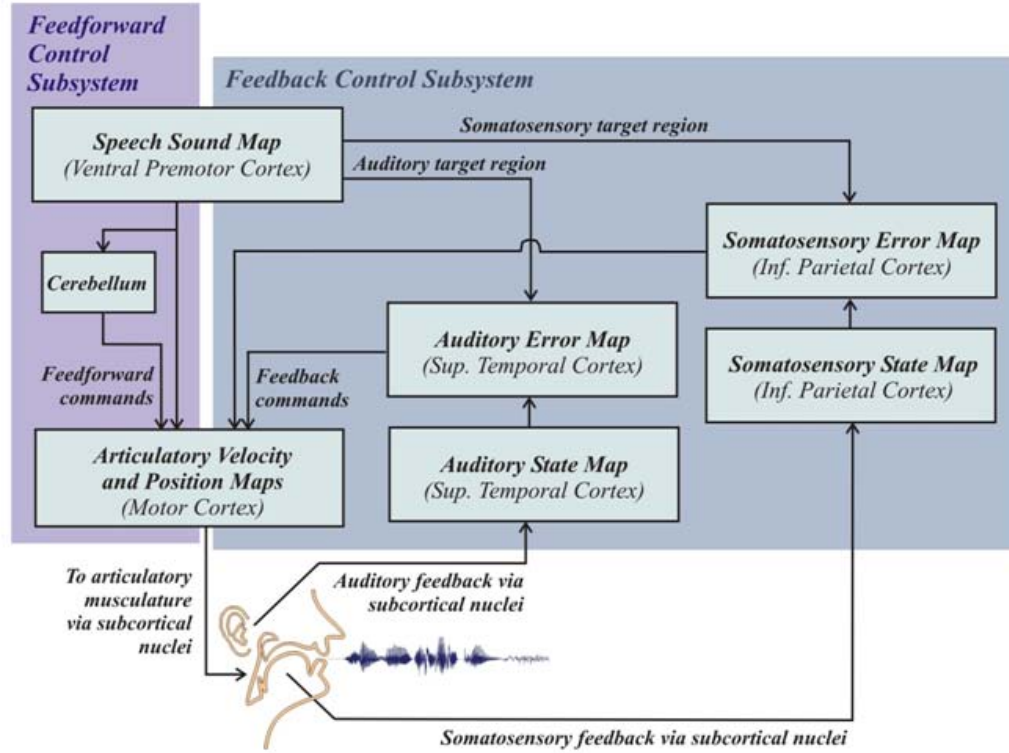 Feedforward
Control
Subsystem
Feedback Control Subsystem
Speech Sound Map
(Ventral Premotor Cortex)
Somatosensory target region
Auditory target region
Cerebellum
Somatosensory Error Map
(Inf. Parietal Cortex)
Auditory Error Map
(Sup. Temporal Cortex)
Somatosensory State Map
(Inf. Parietal Cortex)
Feedforward
commands
Feedback
commands
Articulatory Velocity
and Position Maps
(Motor Cortex)
Auditory State Map
(Sup. Temporal Cortex)
To articulatory
musculature
via subcortical
nuclei
Auditory feedback via
subcortical nuclei
Somatosensory feedback via subcortical nuclei